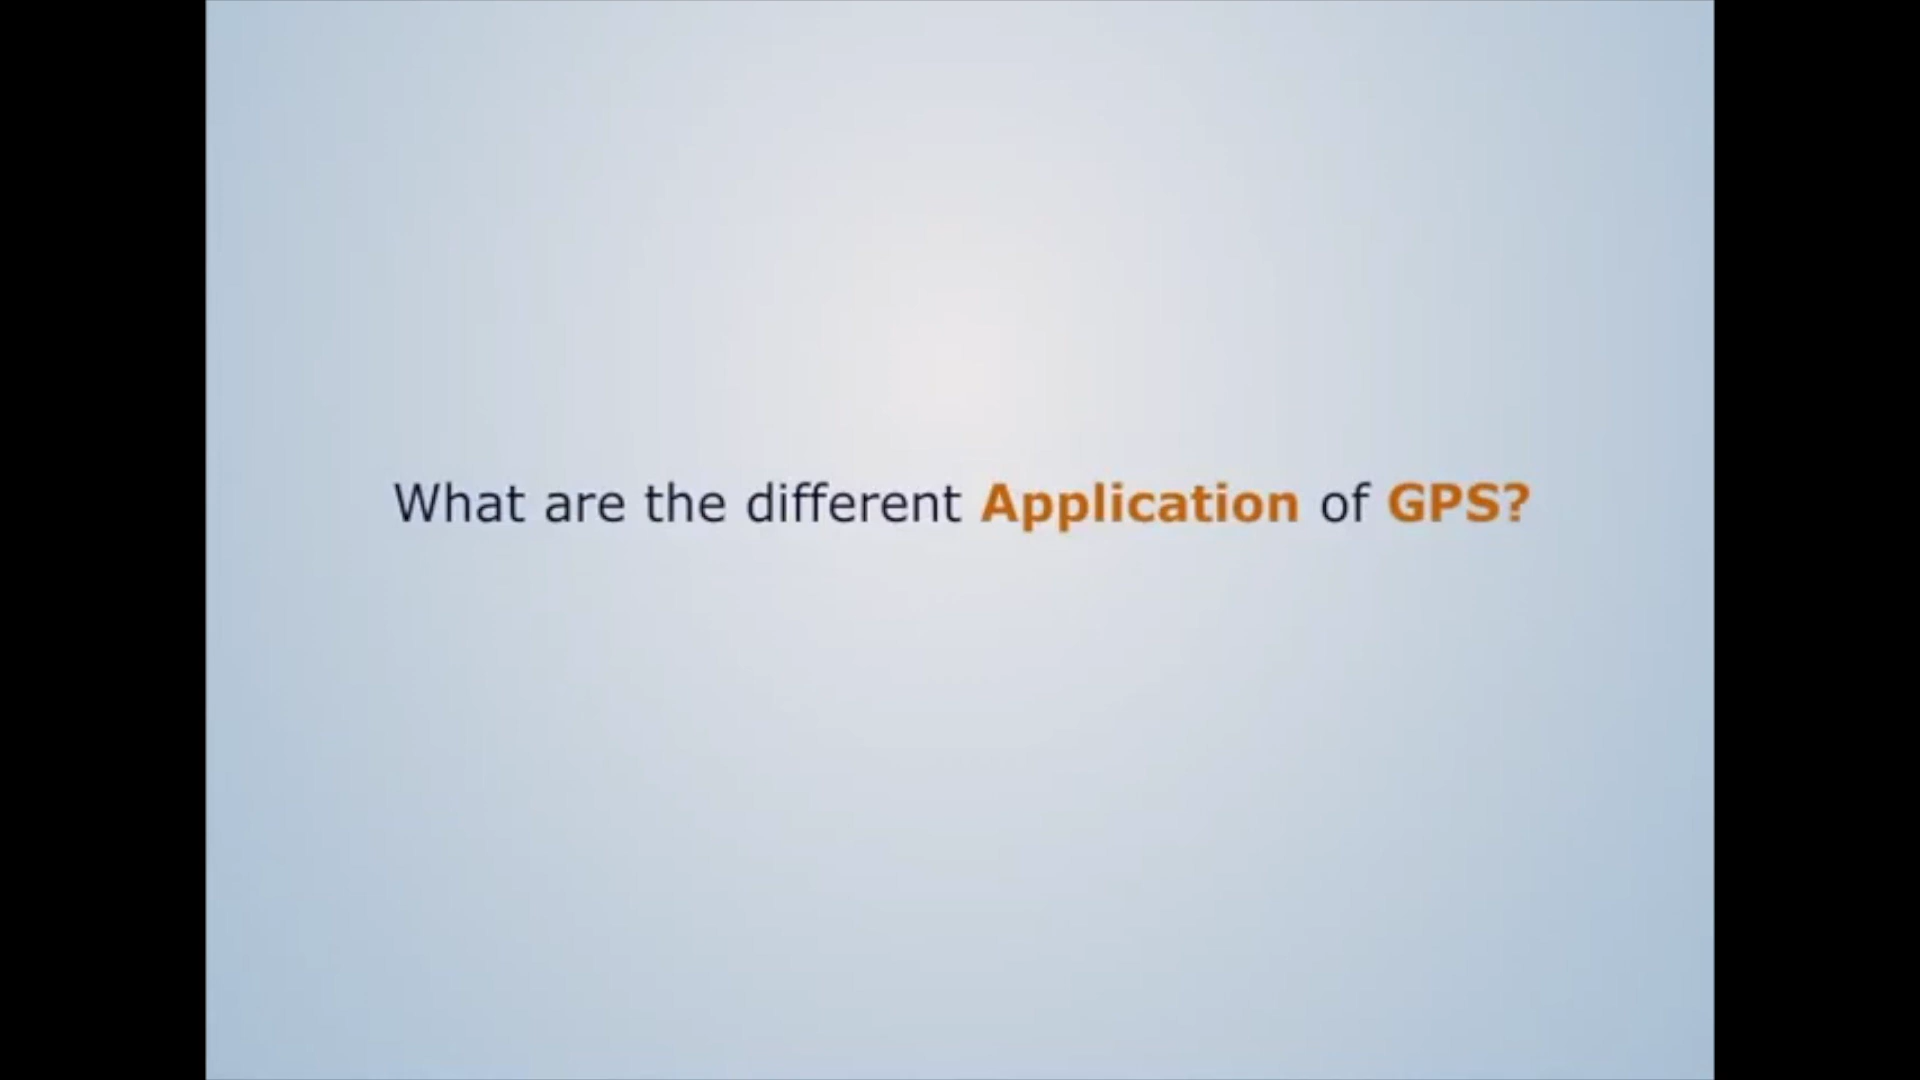 What are the different Application of GPS?